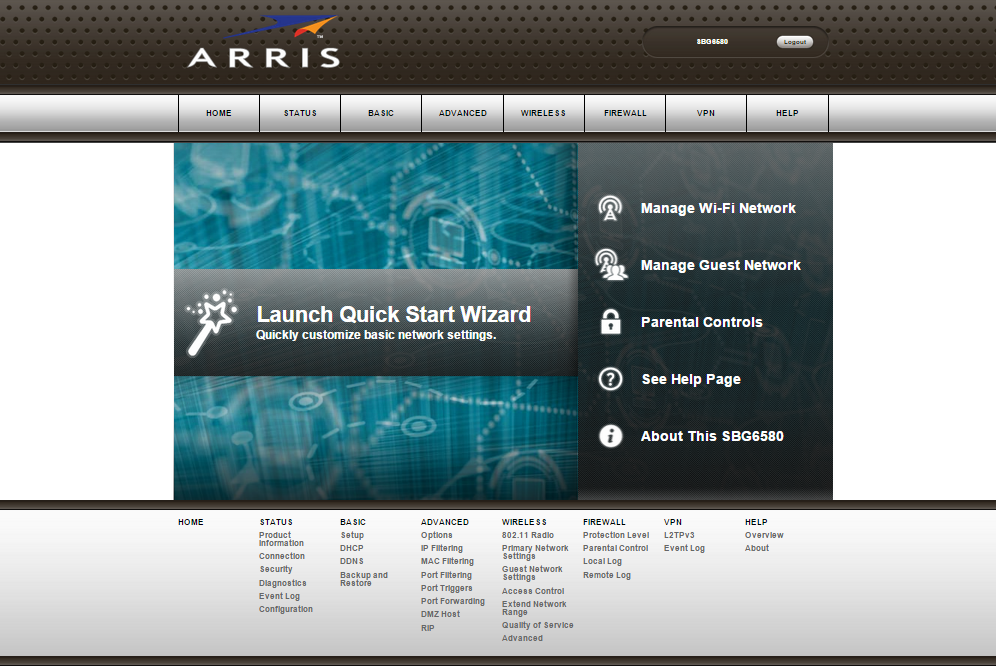 ARRIS
TM
SBG6580
Logout
HOME
STATUS
BASIC
ADVANCED
WIRELESS
FIREWALL
VPN
HELP
Launch Quick Start Wizard
Quickly customize basic network settings.
Manage Wi-Fi Network
Manage Guest Network
Parental Controls
See Help Page
About This SBG6580
HOME
STATUS
Product
Information
Connection
Security
Diagnostics
Event Log
Configuration
BASIC
Setup
DHCP
DDNS
Backup and
Restore
ADVANCED
Options
IP Filtering
MAC Filtering
Port Filtering
Port Triggers
Port Forwarding
DMZ Host
RIP
WIRELESS
802.11 Radio
Primary Network
Settings
Guest Network
Settings
Access Control
Extend Network
Range
Quality of Service
Advanced
FIREWALL
Protection Level
Parental Control
Local Log
Remote Log
VPN
L2TPv3
Event Log
HELP
Overview
About